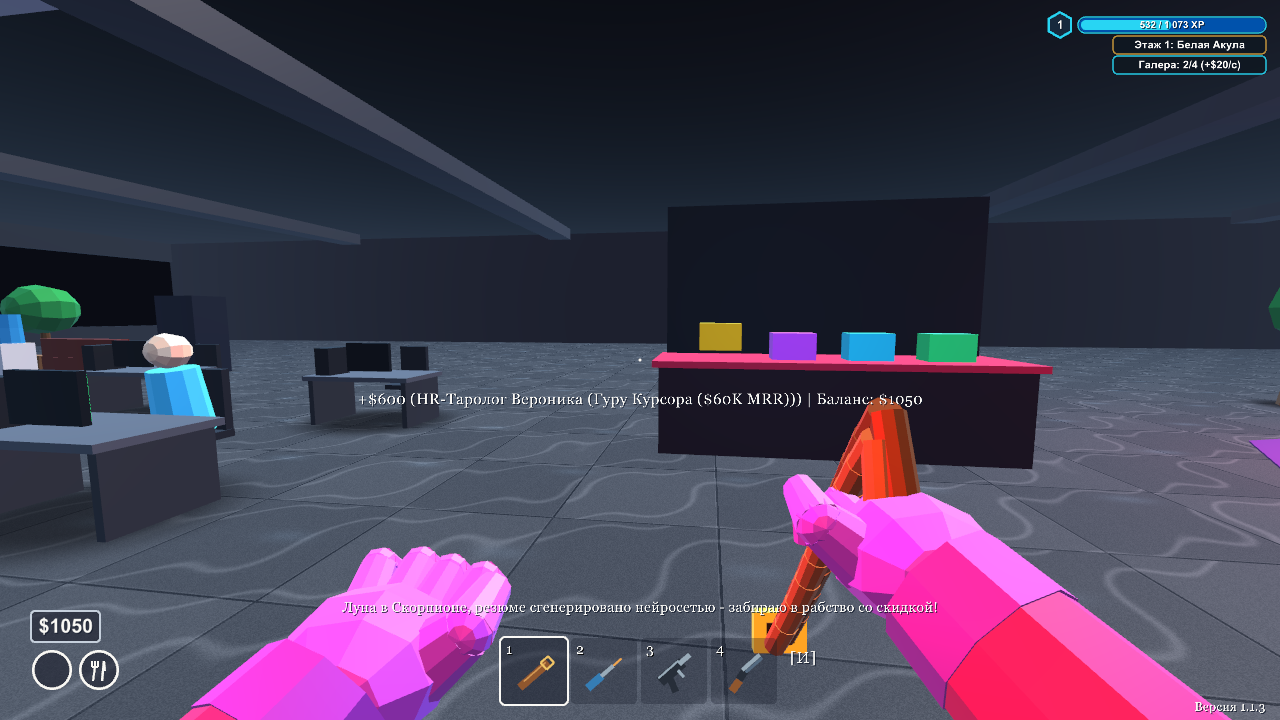 1
532 / 1 073 XP
Этаж 1: Белая Акула
Галера: 2/4 (+$20/с)
+$600 (HR-Таролог Вероника (Гуру Курсора ($60K MRR))) | Баланс: $1050
Луна в Скорпионе, резюме сгенерировано нейросетью - забираю в рабство со скидкой!
$1050
1
2
3
4
[И]
Версия 1.1.3